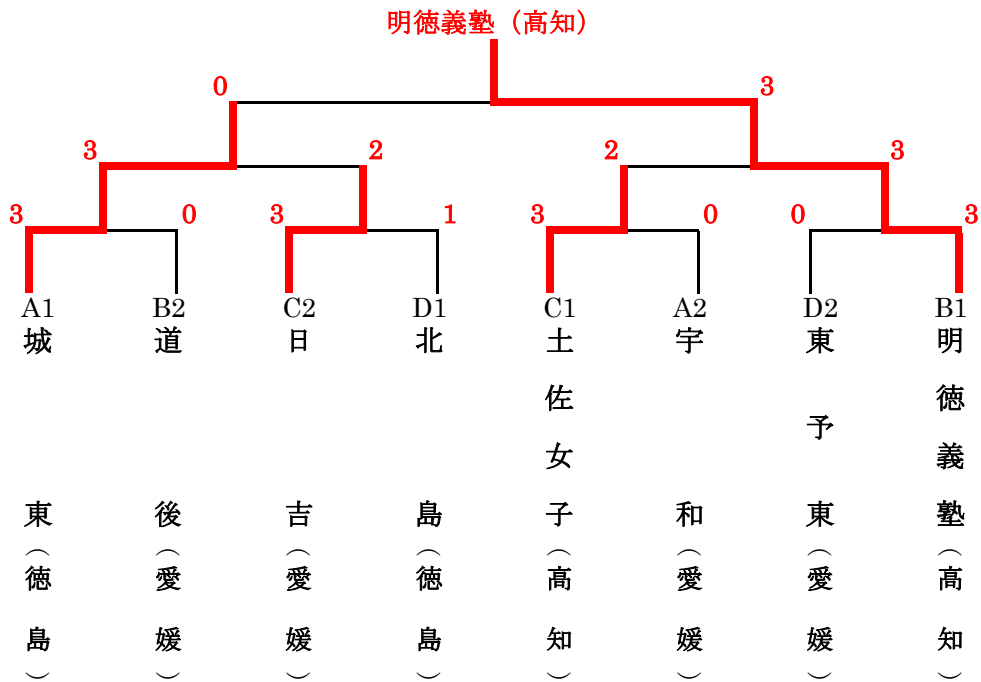 明徳義塾（高知）
0 3
3 2 2 3
3 0 3 1 3 0 0 3
A1 B2 C2 D1 C1 A2 D2 B1
城東（徳島）
道後（愛媛）
日吉（愛媛）
北島（徳島）
土佐女子（高知）
宇和（愛媛）
東予東（愛媛）
明徳義塾（高知）